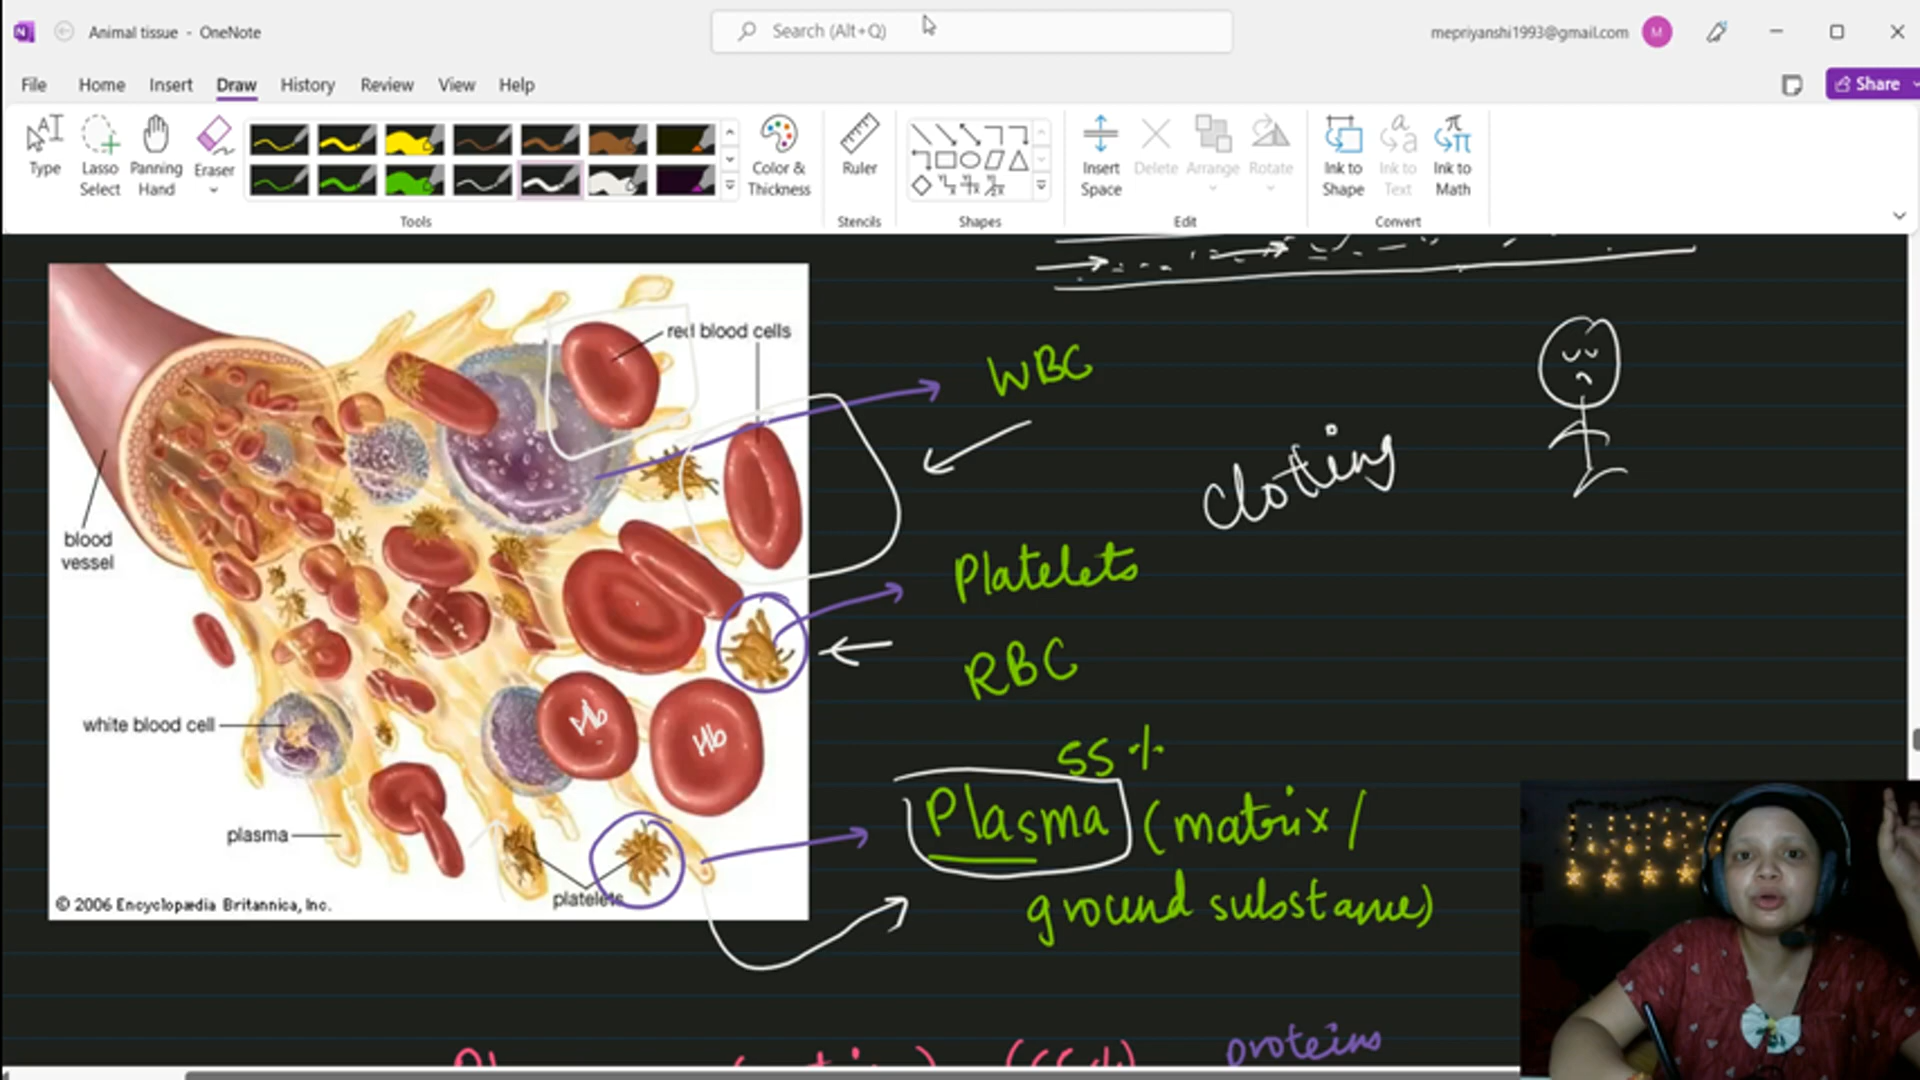 Animal tissue - OneNote
Search (Alt+Q)
mepriyanshi1993@gmail.com
M
File Home Insert Draw History Review View Help
Share
Type
Lasso Select
Panning Hand
Eraser
Color & Thickness
Ruler
Insert Space
Delete
Arrange
Rotate
Ink to Shape
Ink to Text
Ink to Math
Tools
Stencils
Shapes
Edit
Convert
red blood cells
WBC
clotting
blood vessel
Platelets
RBC
Hb
Hb
white blood cell
55 %
plasma
Plasma (matrix /
ground substance)
platelets
© 2006 Encyclopædia Britannica, Inc.
proteins